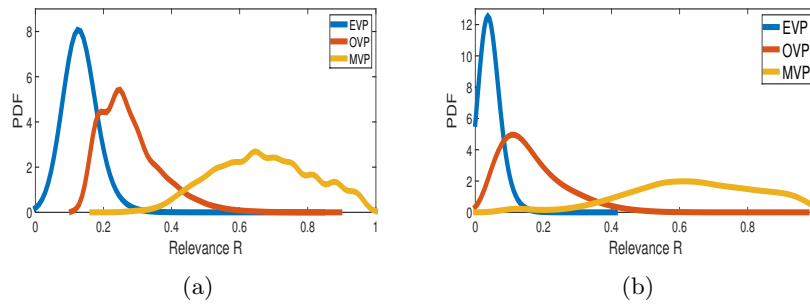 EVP
OVP
MVP
PDF
8
6
4
2
0
0 0.2 0.4 0.6 0.8 1
Relevance R
(a)
EVP
OVP
MVP
PDF
12
10
8
6
4
2
0
0 0.2 0.4 0.6 0.8
Relevance R
(b)